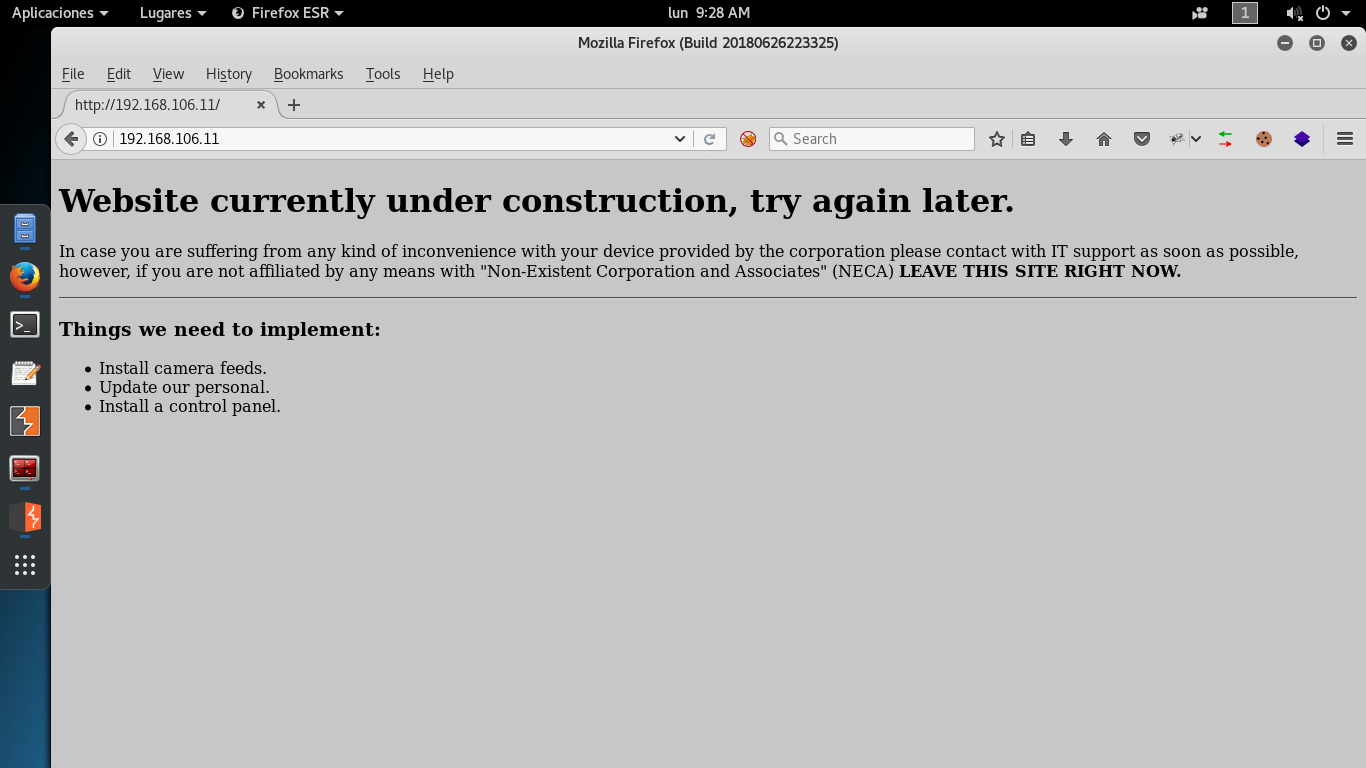 Aplicaciones Lugares Firefox ESR lun 9:28 AM 1
Mozilla Firefox (Build 20180626223325)
File Edit View History Bookmarks Tools Help
http://192.168.106.11/
192.168.106.11 Search
Website currently under construction, try again later.
In case you are suffering from any kind of inconvenience with your device provided by the corporation please contact with IT support as soon as possible,
however, if you are not affiliated by any means with "Non-Existent Corporation and Associates" (NECA) LEAVE THIS SITE RIGHT NOW.
Things we need to implement:
• Install camera feeds.
• Update our personal.
• Install a control panel.